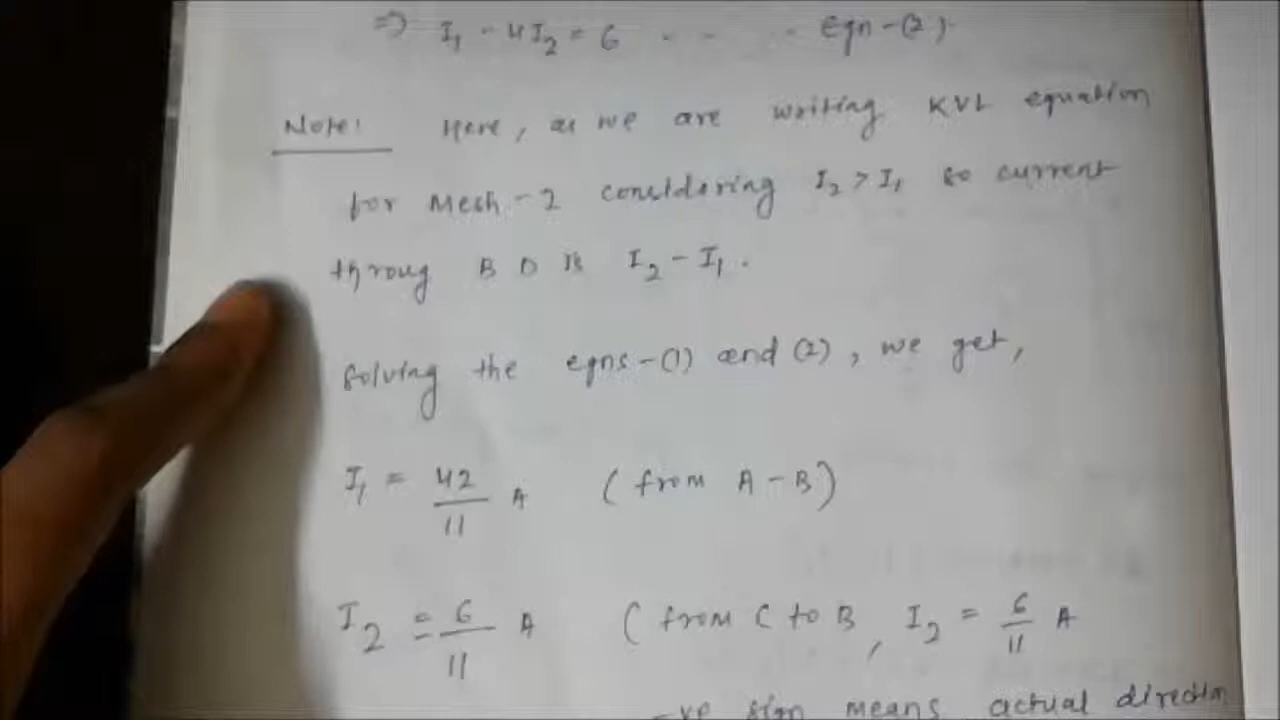 ⇒ I₁ - 4I₂ = 6 - - - eqn-(2).
Note: Here, as we are writing KVL equation
for Mech-2 considering I₂ > I₁ so current
throug B D is I₂ - I₁.
solving the eqns-(1) and (2), we get,
I₁ = 42/11 A (from A-B)
I₂ = -6/11 A (from C to B, I₂ = 6/11 A
-ve sign means actual direction